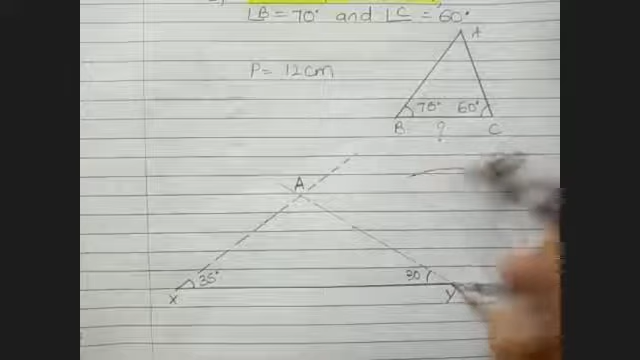 ∠B = 70° and ∠C = 60°
P = 12cm
A
70° 60°
B ? C
A
35° 30
X Y